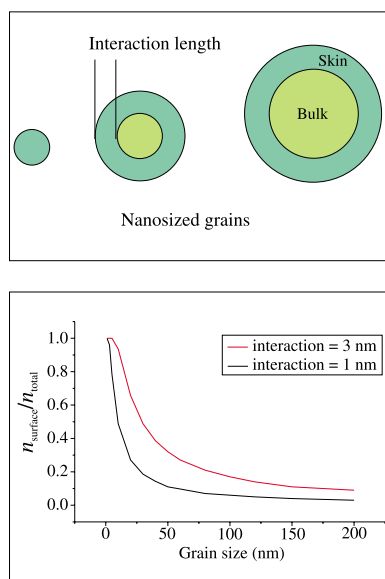 Interaction length
Skin
Bulk
Nanosized grains
interaction = 3 nm
interaction = 1 nm
1.0
0.8
0.6
0.4
0.2
0.0
n_surface/n_total
0 50 100 150 200
Grain size (nm)